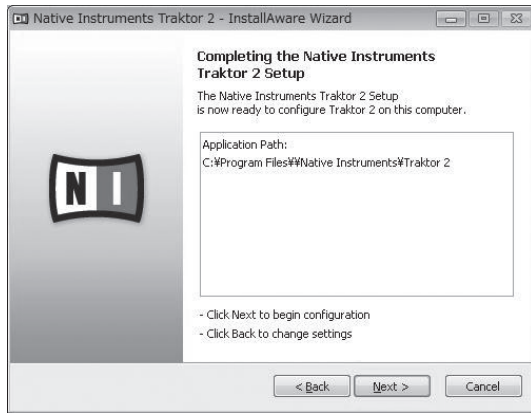 Native Instruments Traktor 2 - InstallAware Wizard
Completing the Native Instruments
Traktor 2 Setup
The Native Instruments Traktor 2 Setup
is now ready to configure Traktor 2 on this computer.
Application Path:
C:¥Program Files¥¥Native Instruments¥Traktor 2
N I
- Click Next to begin configuration
- Click Back to change settings
< Back
Next >
Cancel